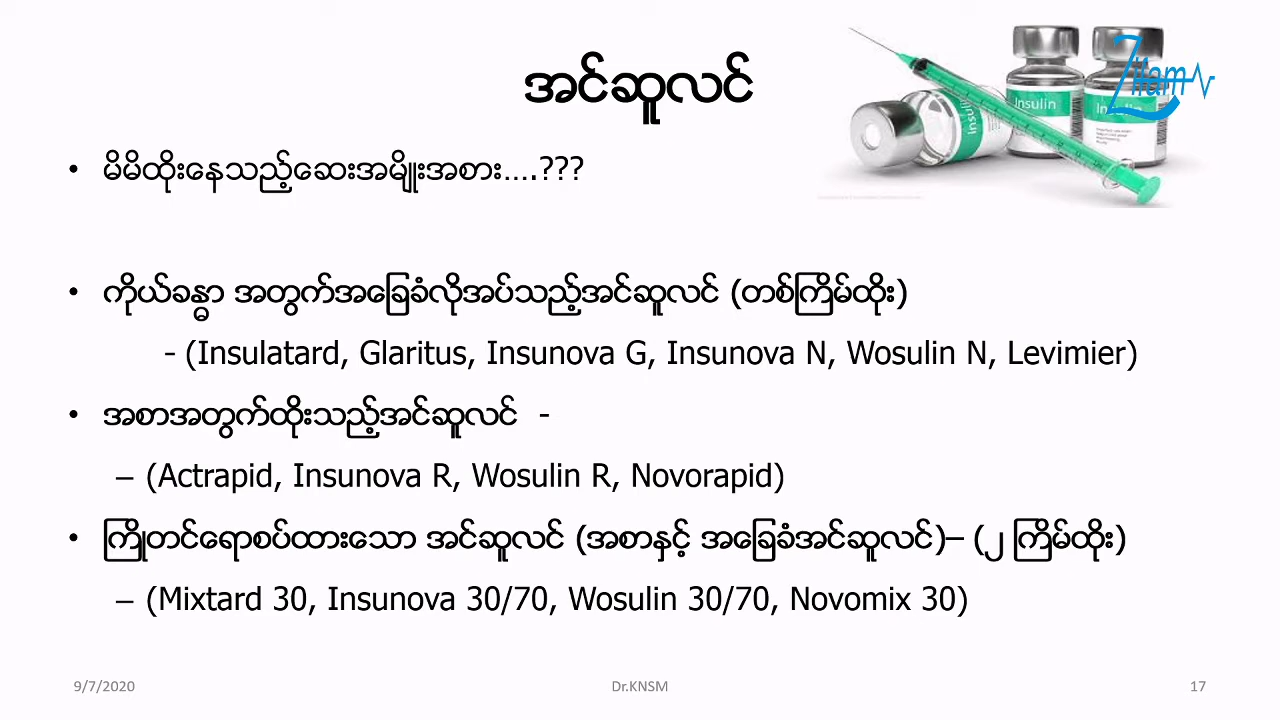 အင်ဆူလင်
Insulin
• မိမိထိုးနေသည့်ဆေးအမျိုးအစား….???
• ကိုယ်ခန္ဓာ အတွက်အခြေခံလိုအပ်သည့်အင်ဆူလင် (တစ်ကြိမ်ထိုး)
- (Insulatard, Glaritus, Insunova G, Insunova N, Wosulin N, Levimier)
• အစာအတွက်ထိုးသည့်အင်ဆူလင် -
– (Actrapid, Insunova R, Wosulin R, Novorapid)
• ကြိုတင်ရောစပ်ထားသော အင်ဆူလင် (အစာနှင့် အခြေခံအင်ဆူလင်)– (၂ ကြိမ်ထိုး)
– (Mixtard 30, Insunova 30/70, Wosulin 30/70, Novomix 30)
9/7/2020 Dr.KNSM 17